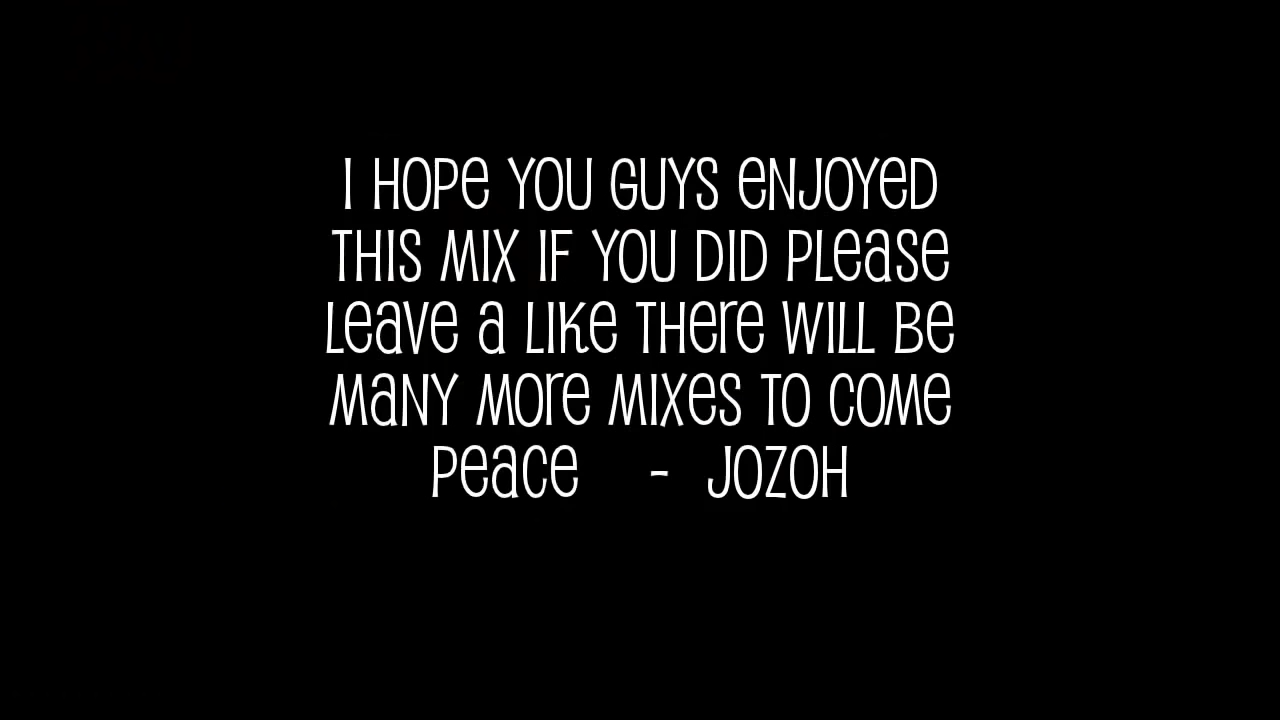 I HOPE YOU GUYS ENJOYED
THIS MIX IF YOU DID PLEASE
LEAVE A LIKE THERE WILL BE
MANY MORE MIXES TO COME
PEACE - JOZOH